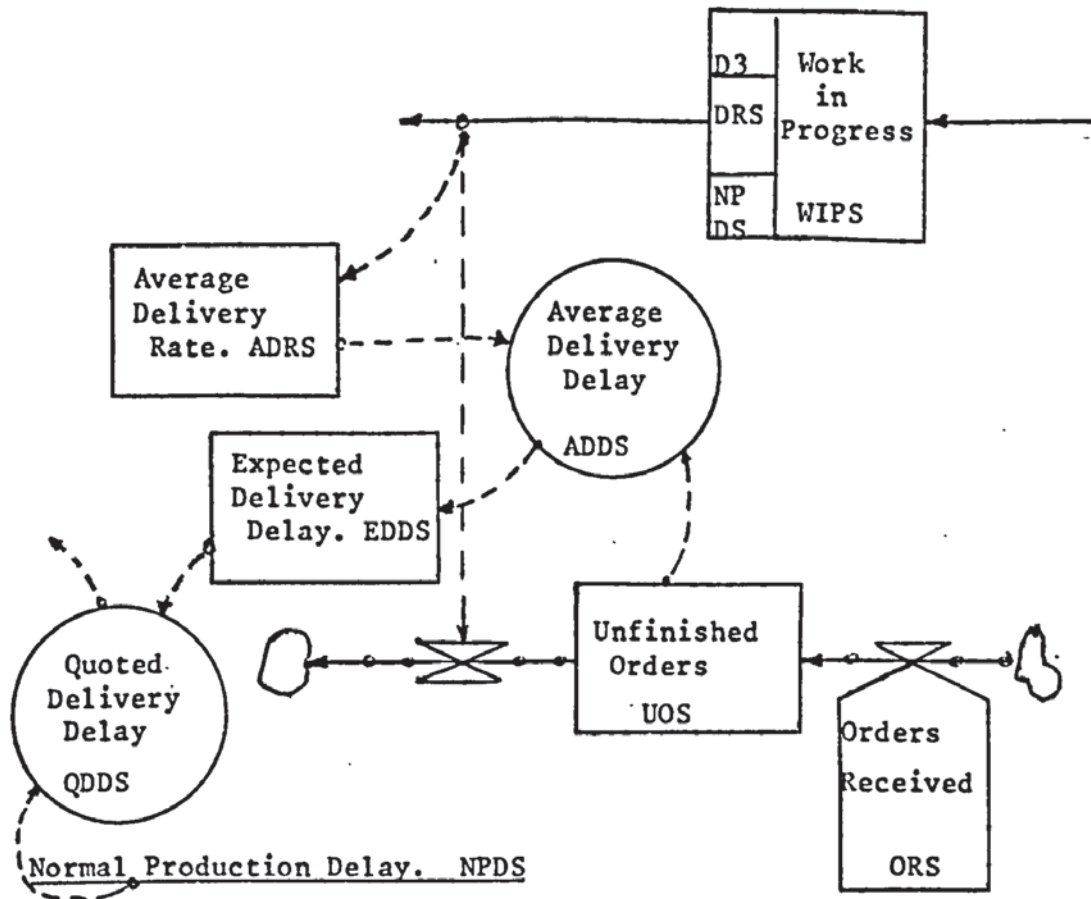 D3
DRS
NP
DS
Work
in
Progress
WIPS
Average
Delivery
Rate. ADRS
Average
Delivery
Delay
ADDS
Expected
Delivery
Delay. EDDS
Quoted
Delivery
Delay
QDDS
Unfinished
Orders
UOS
Orders
Received
ORS
Normal Production Delay. NPDS